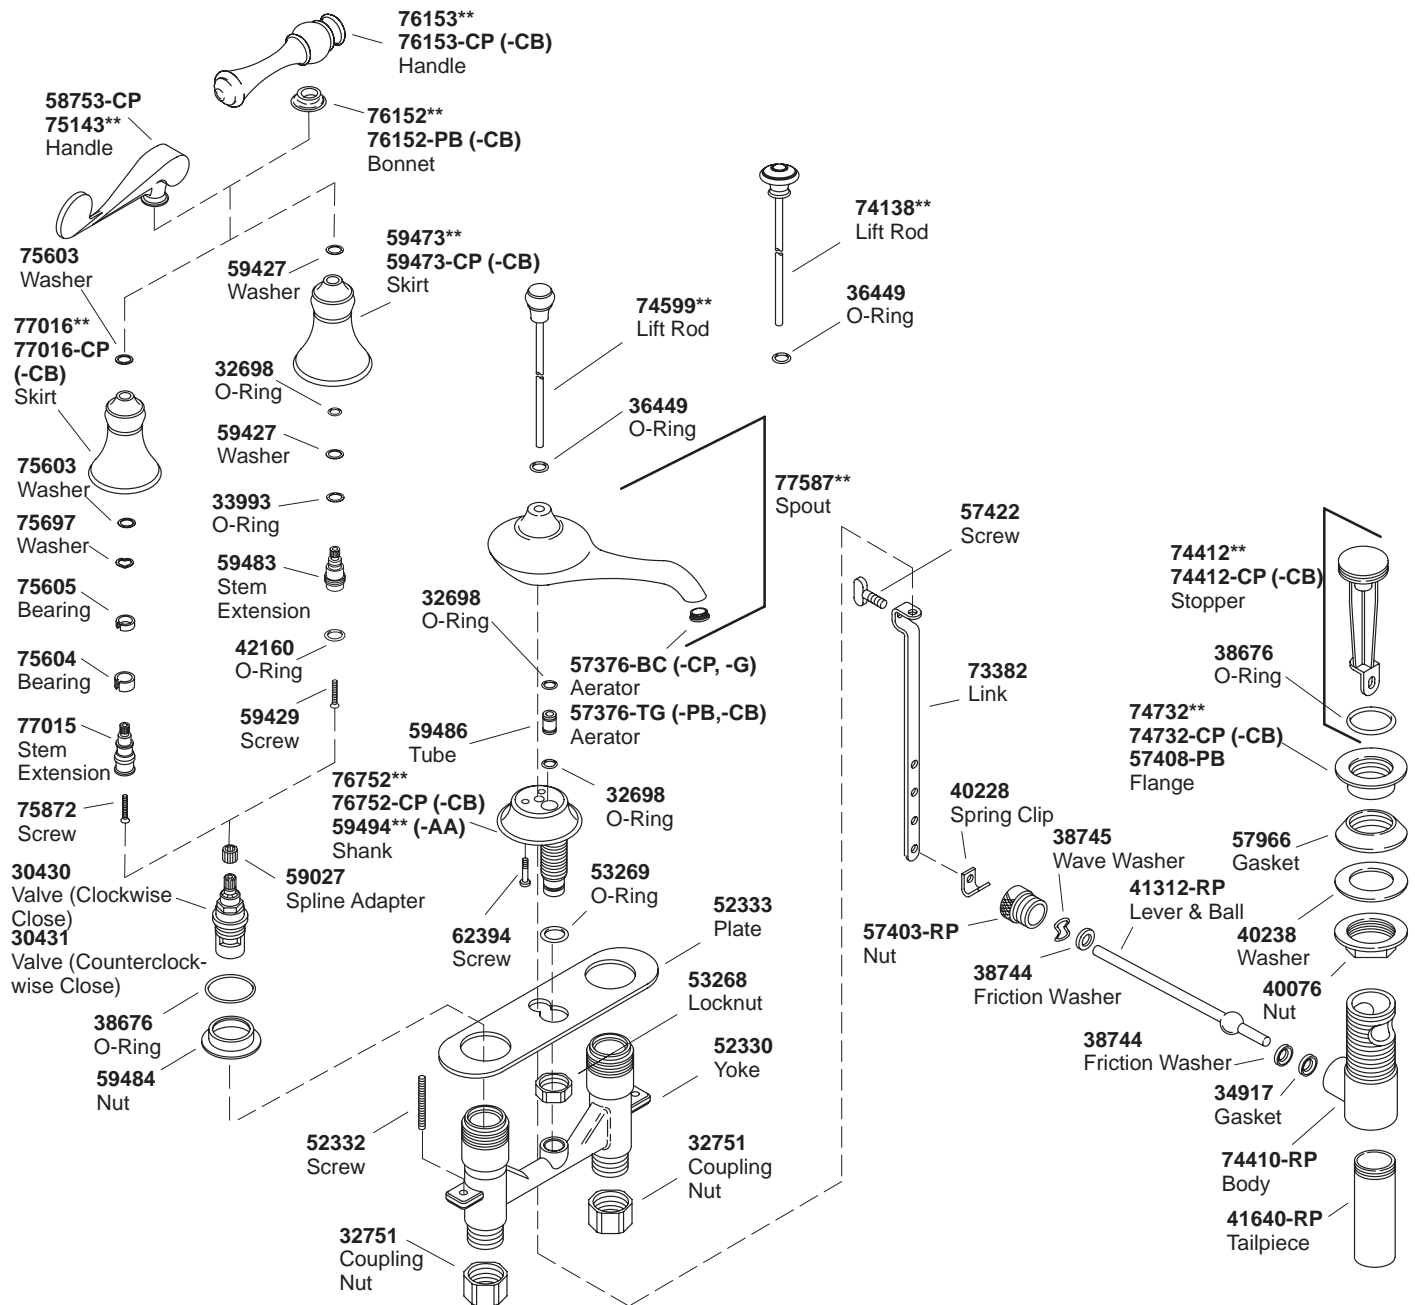 76153**
76153-CP (-CB)
Handle
58753-CP
75143**
Handle
76152**
76152-PB (-CB)
Bonnet
74138**
Lift Rod
75603
Washer
59427
Washer
59473**
59473-CP (-CB)
Skirt
36449
O-Ring
74599**
Lift Rod
77016**
77016-CP
(-CB)
Skirt
32698
O-Ring
36449
O-Ring
59427
Washer
75603
Washer
33993
O-Ring
77587**
Spout
57422
Screw
75697
Washer
59483
Stem
Extension
74412**
74412-CP (-CB)
Stopper
75605
Bearing
32698
O-Ring
42160
O-Ring
57376-BC (-CP, -G)
Aerator
57376-TG (-PB,-CB)
Aerator
73382
Link
38676
O-Ring
75604
Bearing
59429
Screw
59486
Tube
74732**
74732-CP (-CB)
57408-PB
Flange
77015
Stem
Extension
76752**
76752-CP (-CB)
59494** (-AA)
Shank
32698
O-Ring
40228
Spring Clip
75872
Screw
38745
Wave Washer
57966
Gasket
30430
Valve (Clockwise
Close)
30431
Valve (Counterclock-
wise Close)
59027
Spline Adapter
53269
O-Ring
52333
Plate
41312-RP
Lever & Ball
57403-RP
Nut
62394
Screw
40238
Washer
53268
Locknut
38744
Friction Washer
40076
Nut
38676
O-Ring
52330
Yoke
38744
Friction Washer
59484
Nut
34917
Gasket
52332
Screw
32751
Coupling
Nut
74410-RP
Body
41640-RP
Tailpiece
32751
Coupling
Nut